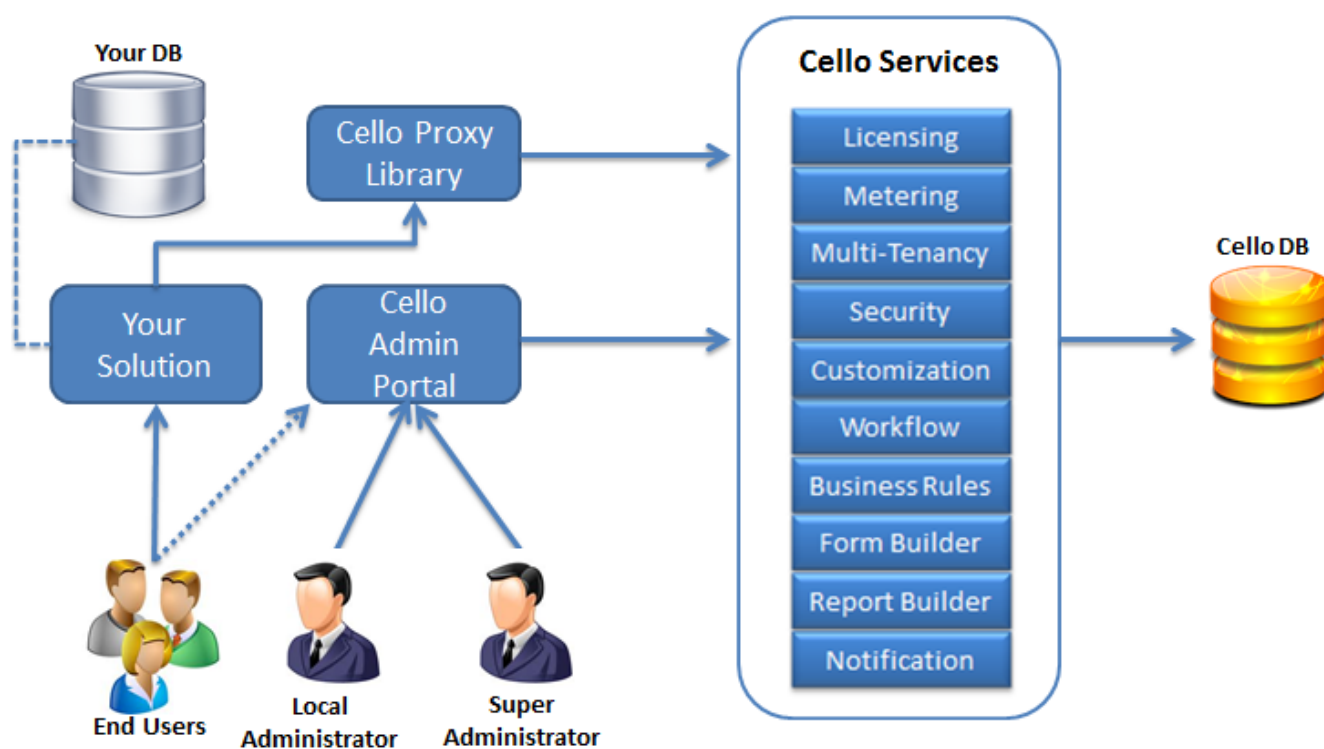 Your DB
Cello Proxy
Library
Your
Solution
Cello
Admin
Portal
End Users
Local
Administrator
Super
Administrator
Cello Services
Licensing
Metering
Multi-Tenancy
Security
Customization
Workflow
Business Rules
Form Builder
Report Builder
Notification
Cello DB